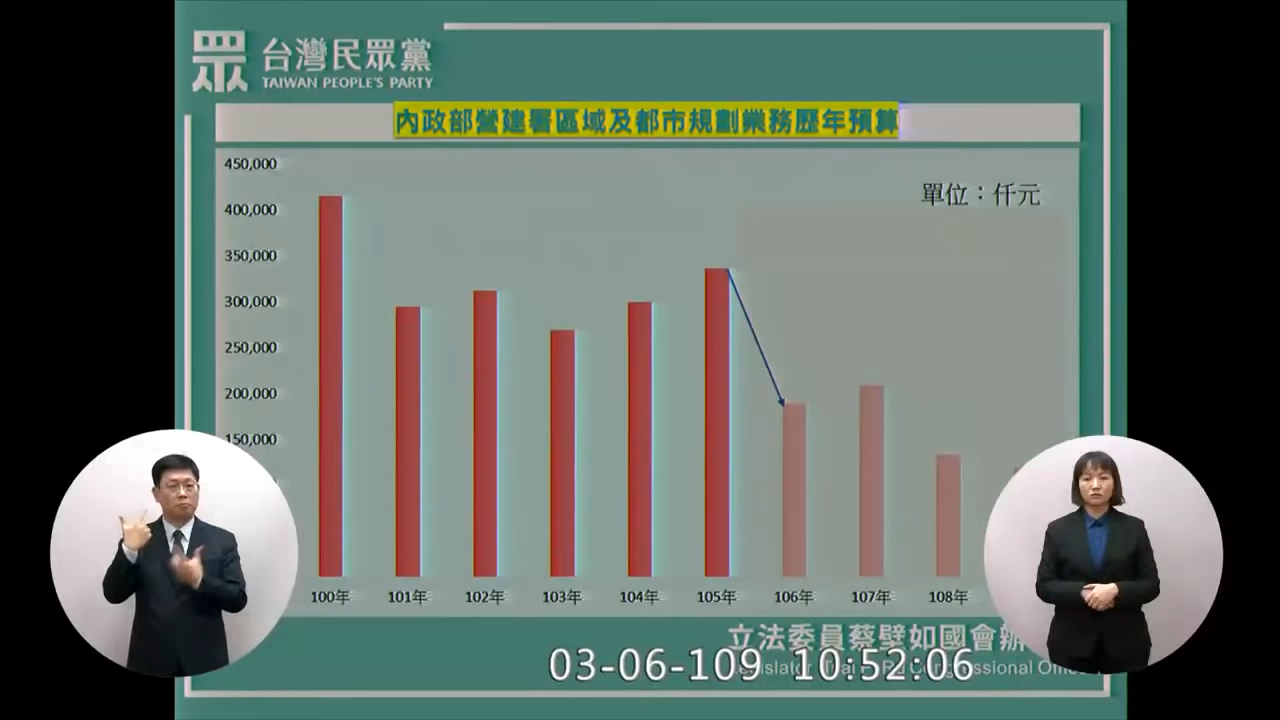 眾 台灣民眾黨
TAIWAN PEOPLE'S PARTY
內政部營建署區域及都市規劃業務歷年預算
單位：仟元
450,000
400,000
350,000
300,000
250,000
200,000
150,000
100年 101年 102年 103年 104年 105年 106年 107年 108年
立法委員蔡壁如國會辦
03-06-109 10:52:06